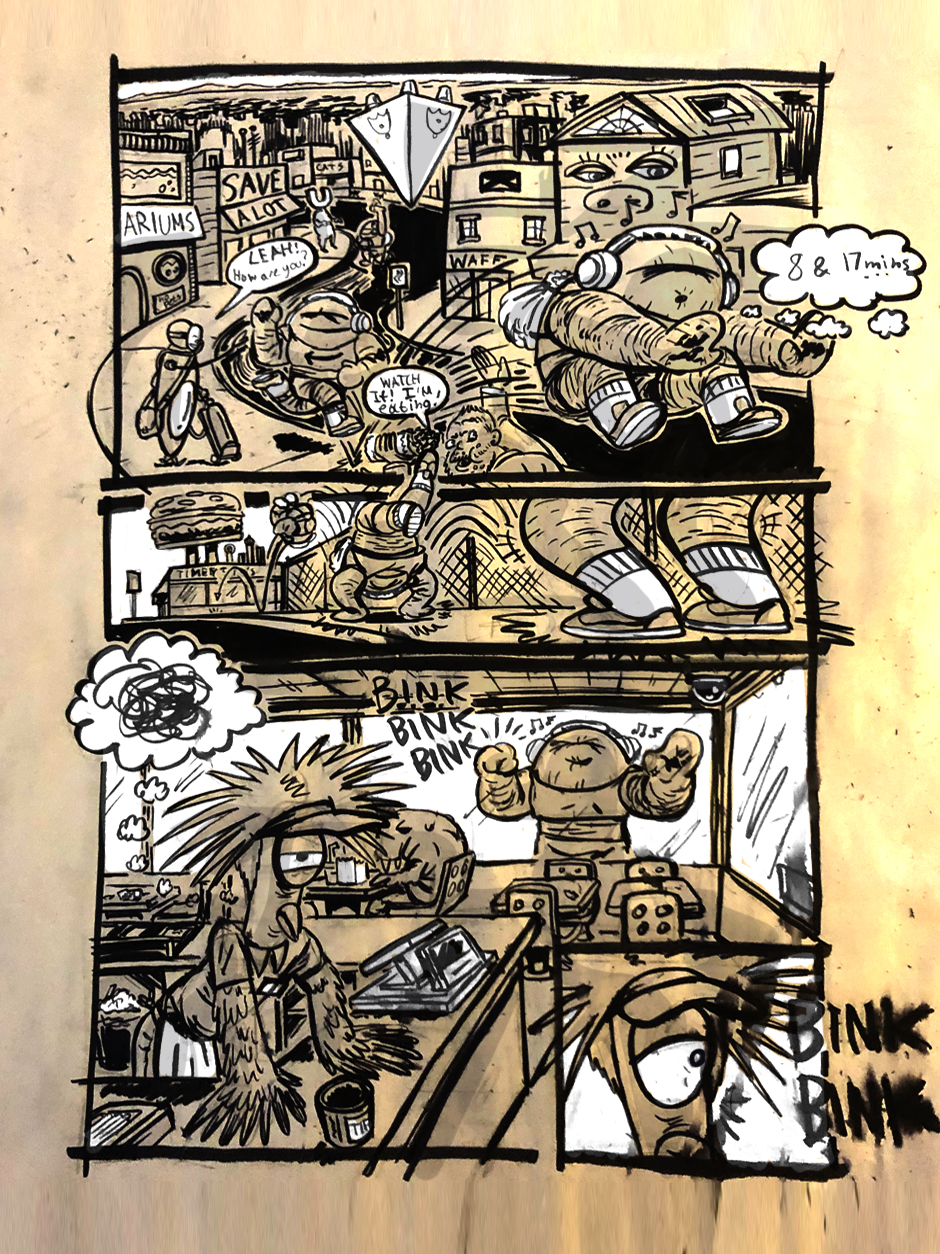 CATS
SAVE
A LOT
ARIUMS
LEAH!
How are you?
WAFF
8 & 17 mins
WATCH
It! I'M
eating!
BINK
BINK
BINK
BINK
BINK